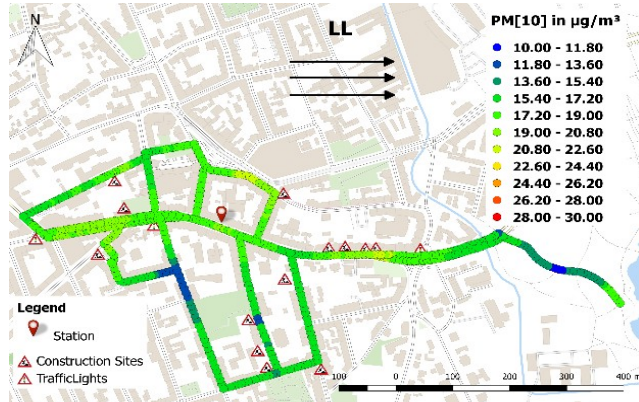 LL
PM[10] in µg/m³
10.00 - 11.80
11.80 - 13.60
13.60 - 15.40
15.40 - 17.20
17.20 - 19.00
19.00 - 20.80
20.80 - 22.60
22.60 - 24.40
24.40 - 26.20
26.20 - 28.00
28.00 - 30.00
N
Legend
Station
Construction Sites
TrafficLights
100 0 100 200 300 400 m